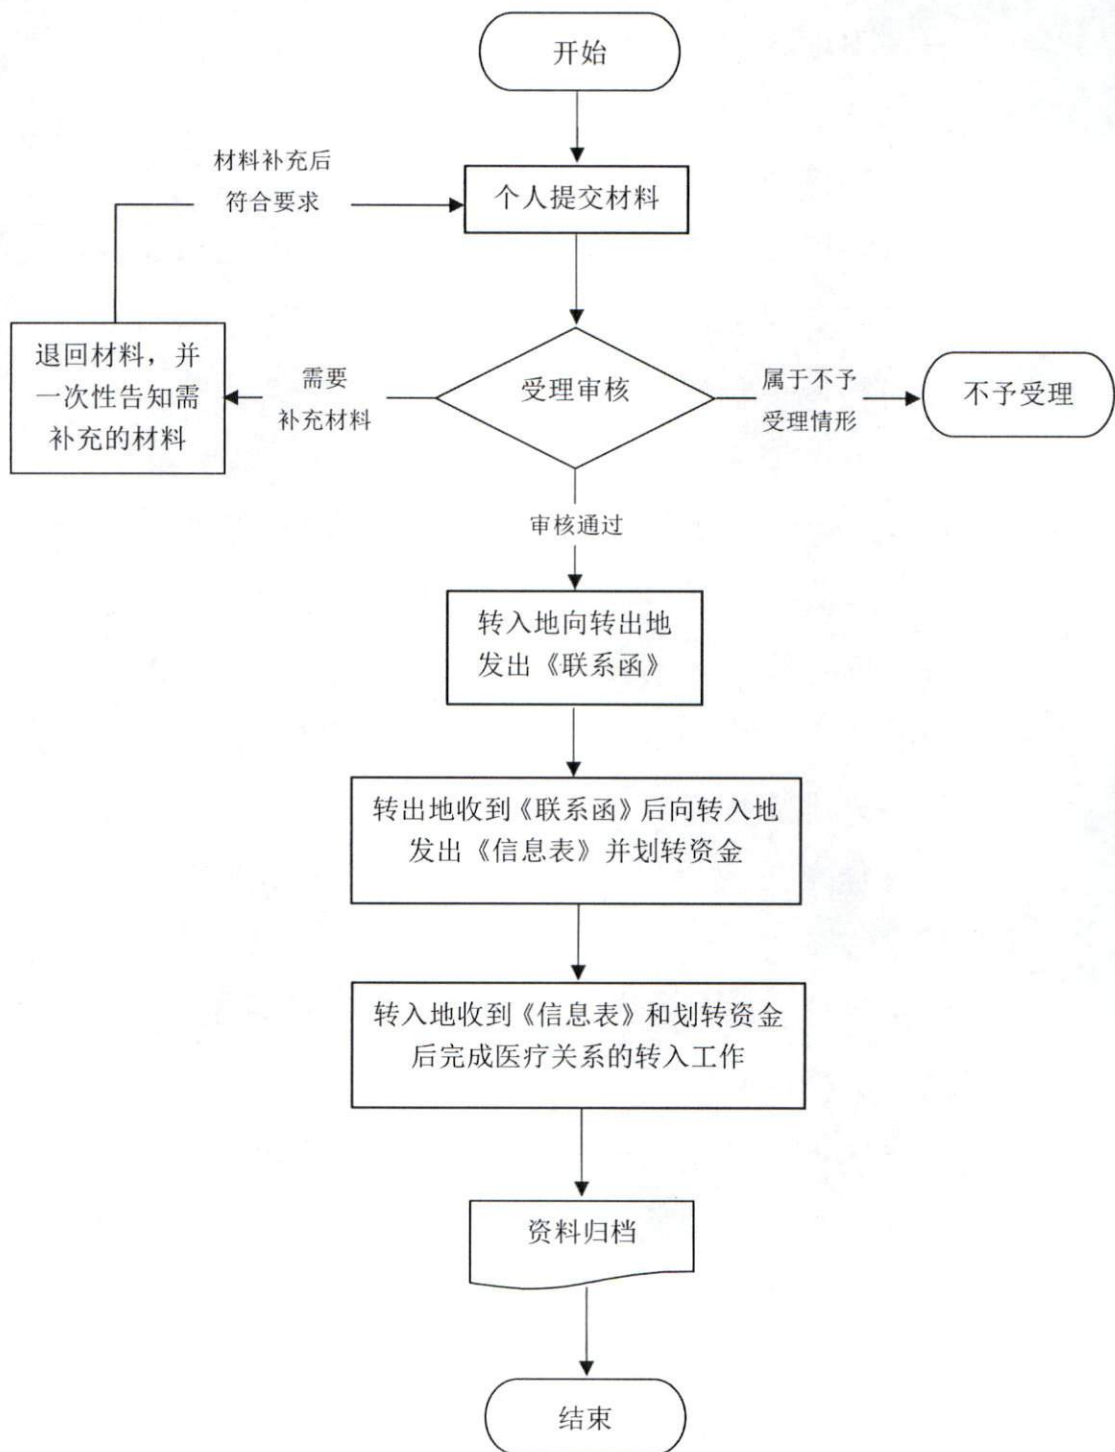 开始
材料补充后
符合要求
个人提交材料
退回材料，并
一次性告知需
补充的材料
需要
补充材料
受理审核
属于不予
受理情形
不予受理
审核通过
转入地向转出地
发出《联系函》
转出地收到《联系函》后向转入地
发出《信息表》并划转资金
转入地收到《信息表》和划转资金
后完成医疗关系的转入工作
资料归档
结束